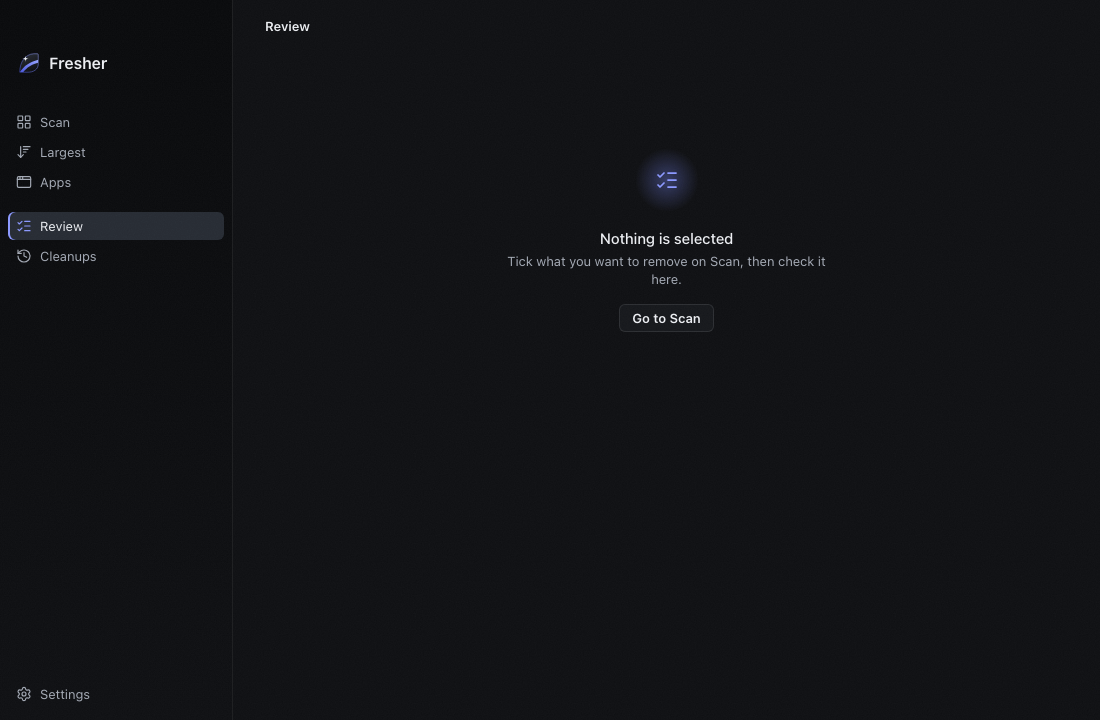 Review
Fresher
Scan
Largest
Apps
Review
Cleanups
Nothing is selected
Tick what you want to remove on Scan, then check it
here.
Go to Scan
Settings